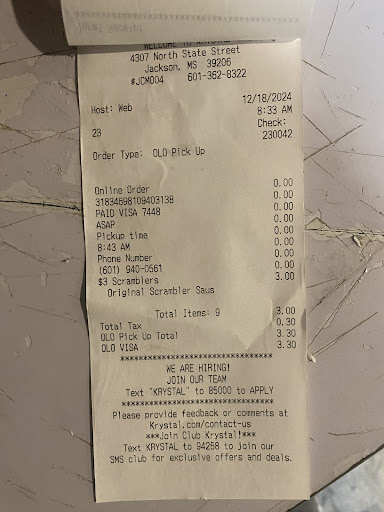 WELCOME TO KRYSTAL
4307 North State Street
Jackson, MS 39206
#JCM004 601-362-8322
12/18/2024
Host: Web 8:33 AM
Check:
23 230042
Order Type: OLO Pick Up
Online Order 0.00
31834698109403138 0.00
PAID VISA 7448 0.00
ASAP 0.00
Pickup time 0.00
8:43 AM 0.00
Phone Number 0.00
(601) 940-0561 0.00
$3 Scramblers 3.00
Original Scrambler Saus
Total Items: 9
Total 3.00
Tax 0.30
OLO Pick Up Total 3.30
OLO VISA 3.30
********************************
WE ARE HIRING!
JOIN OUR TEAM
Text "KRYSTAL" to 85000 to APPLY
********************************
Please provide feedback or comments at
Krystal.com/contact-us
***Join Club Krystal!***
Text KRYSTAL to 94258 to join our
SMS club for exclusive offers and deals.